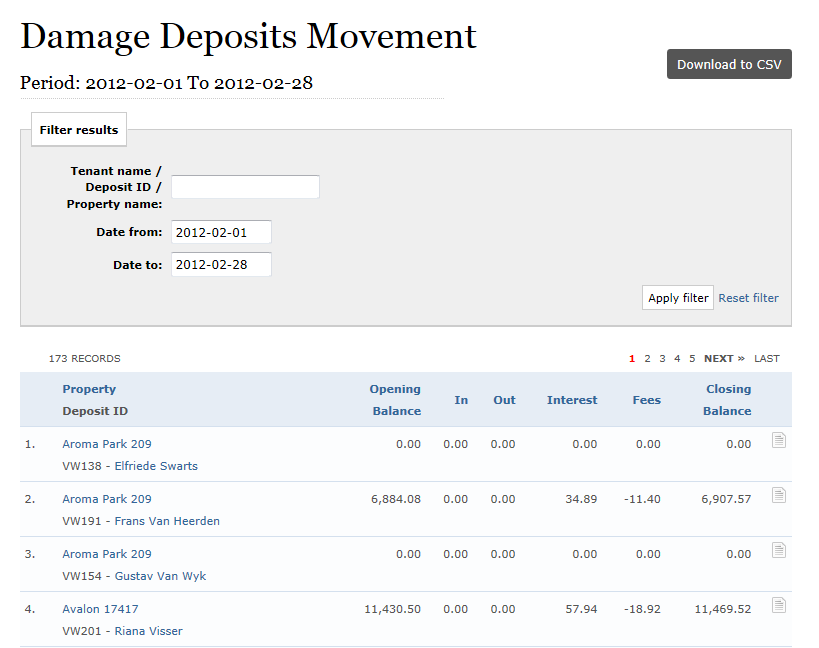 Damage Deposits Movement
Download to CSV
Period: 2012-02-01 To 2012-02-28
Filter results
Tenant name /
Deposit ID /
Property name:
Date from: 2012-02-01
Date to: 2012-02-28
Apply filter Reset filter
173 RECORDS 1 2 3 4 5 NEXT » LAST
Property Opening In Out Interest Fees Closing
Deposit ID Balance Balance
1. Aroma Park 209 0.00 0.00 0.00 0.00 0.00 0.00
VW138 - Elfriede Swarts
2. Aroma Park 209 6,884.08 0.00 0.00 34.89 -11.40 6,907.57
VW191 - Frans Van Heerden
3. Aroma Park 209 0.00 0.00 0.00 0.00 0.00 0.00
VW154 - Gustav Van Wyk
4. Avalon 17417 11,430.50 0.00 0.00 57.94 -18.92 11,469.52
VW201 - Riana Visser